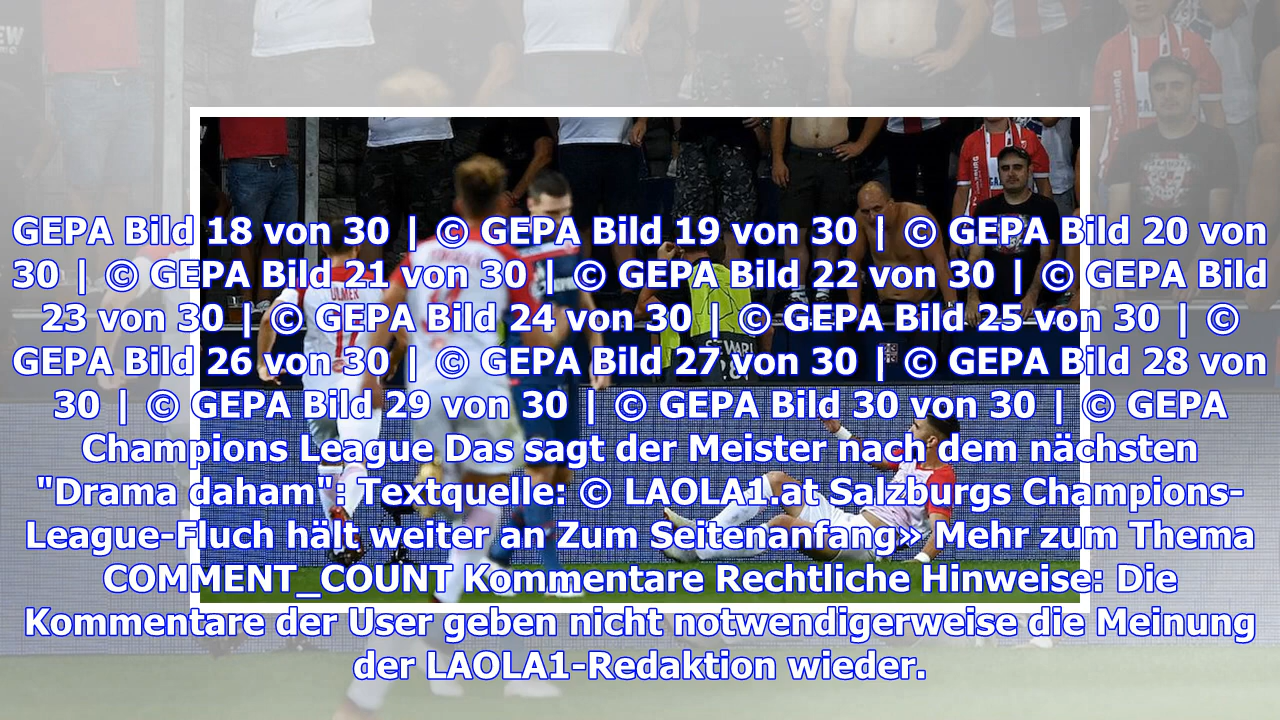 GEPA Bild 18 von 30 | © GEPA Bild 19 von 30 | © GEPA Bild 20 von
30 | © GEPA Bild 21 von 30 | © GEPA Bild 22 von 30 | © GEPA Bild
23 von 30 | © GEPA Bild 24 von 30 | © GEPA Bild 25 von 30 | ©
GEPA Bild 26 von 30 | © GEPA Bild 27 von 30 | © GEPA Bild 28 von
30 | © GEPA Bild 29 von 30 | © GEPA Bild 30 von 30 | © GEPA
Champions League Das sagt der Meister nach dem nächsten
"Drama daham": Textquelle: © LAOLA1.at Salzburgs Champions-
League-Fluch hält weiter an Zum Seitenanfang» Mehr zum Thema
COMMENT_COUNT Kommentare Rechtliche Hinweise: Die
Kommentare der User geben nicht notwendigerweise die Meinung
der LAOLA1-Redaktion wieder.
ULMER
17